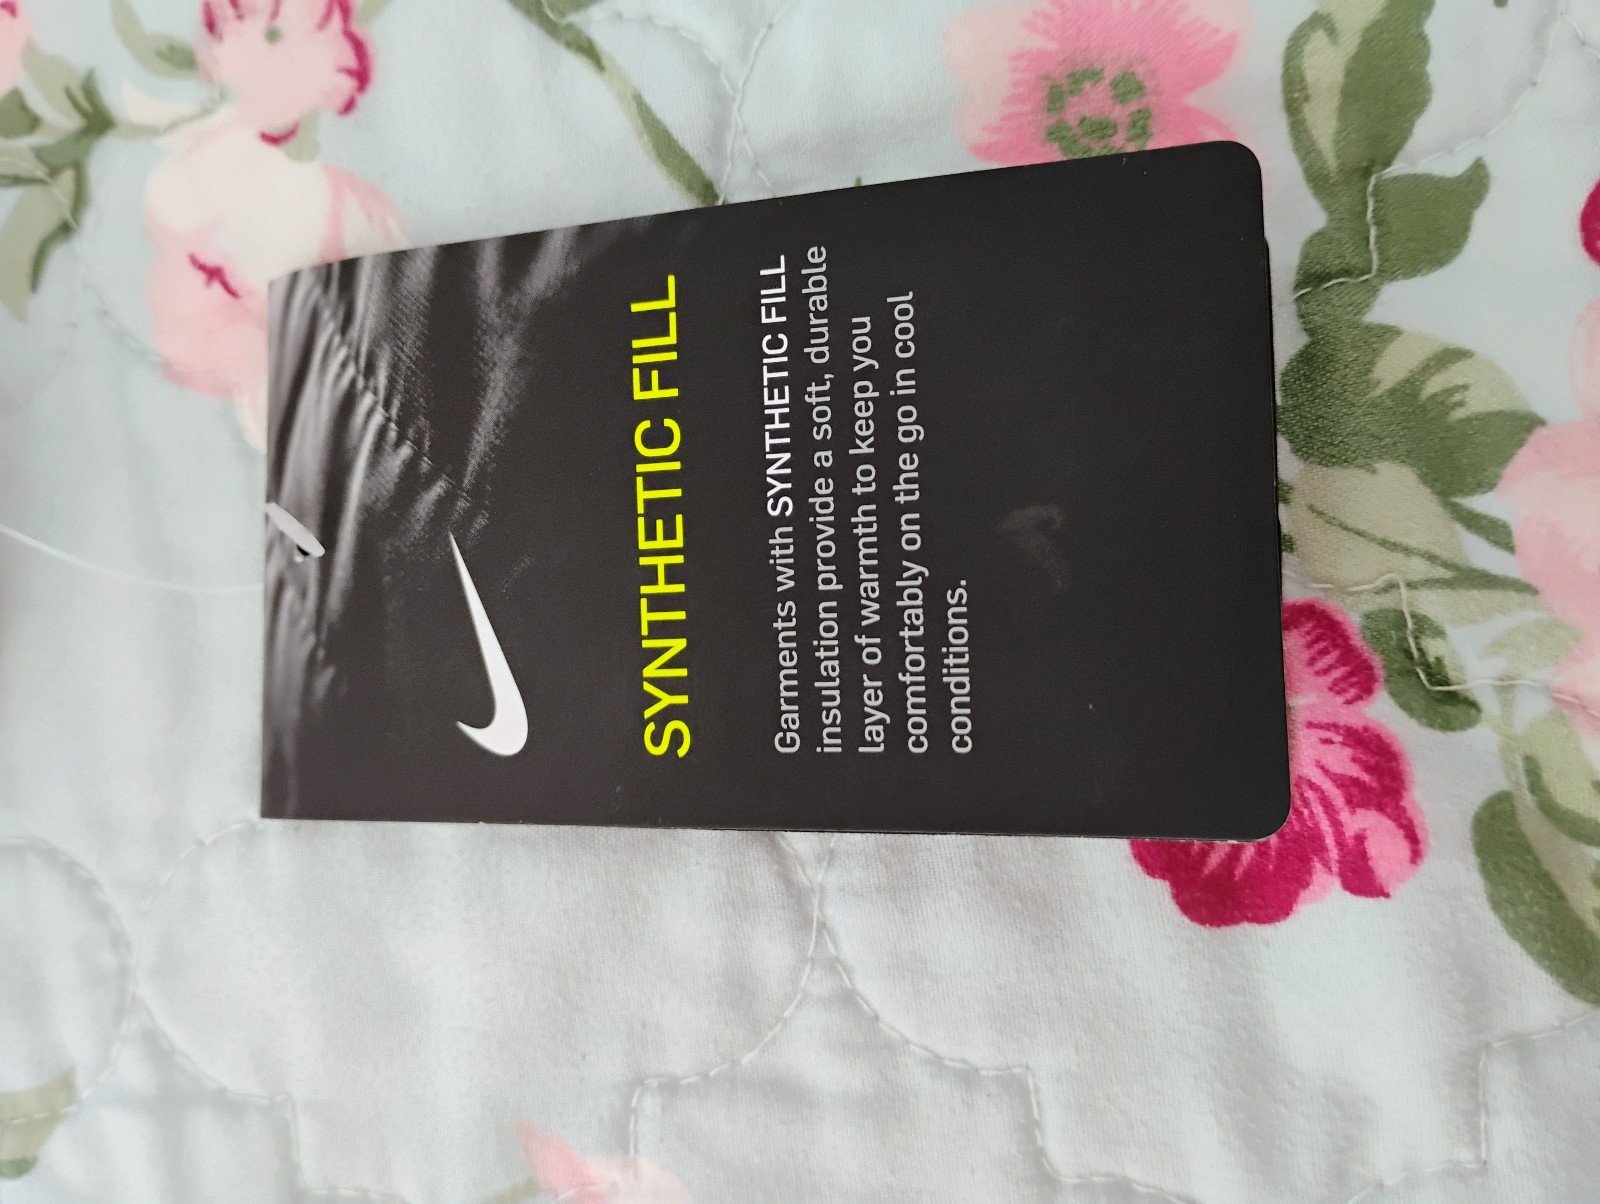 SYNTHETIC FILL
Garments with SYNTHETIC FILL
insulation provide a soft, durable
layer of warmth to keep you
comfortably on the go in cool
conditions.